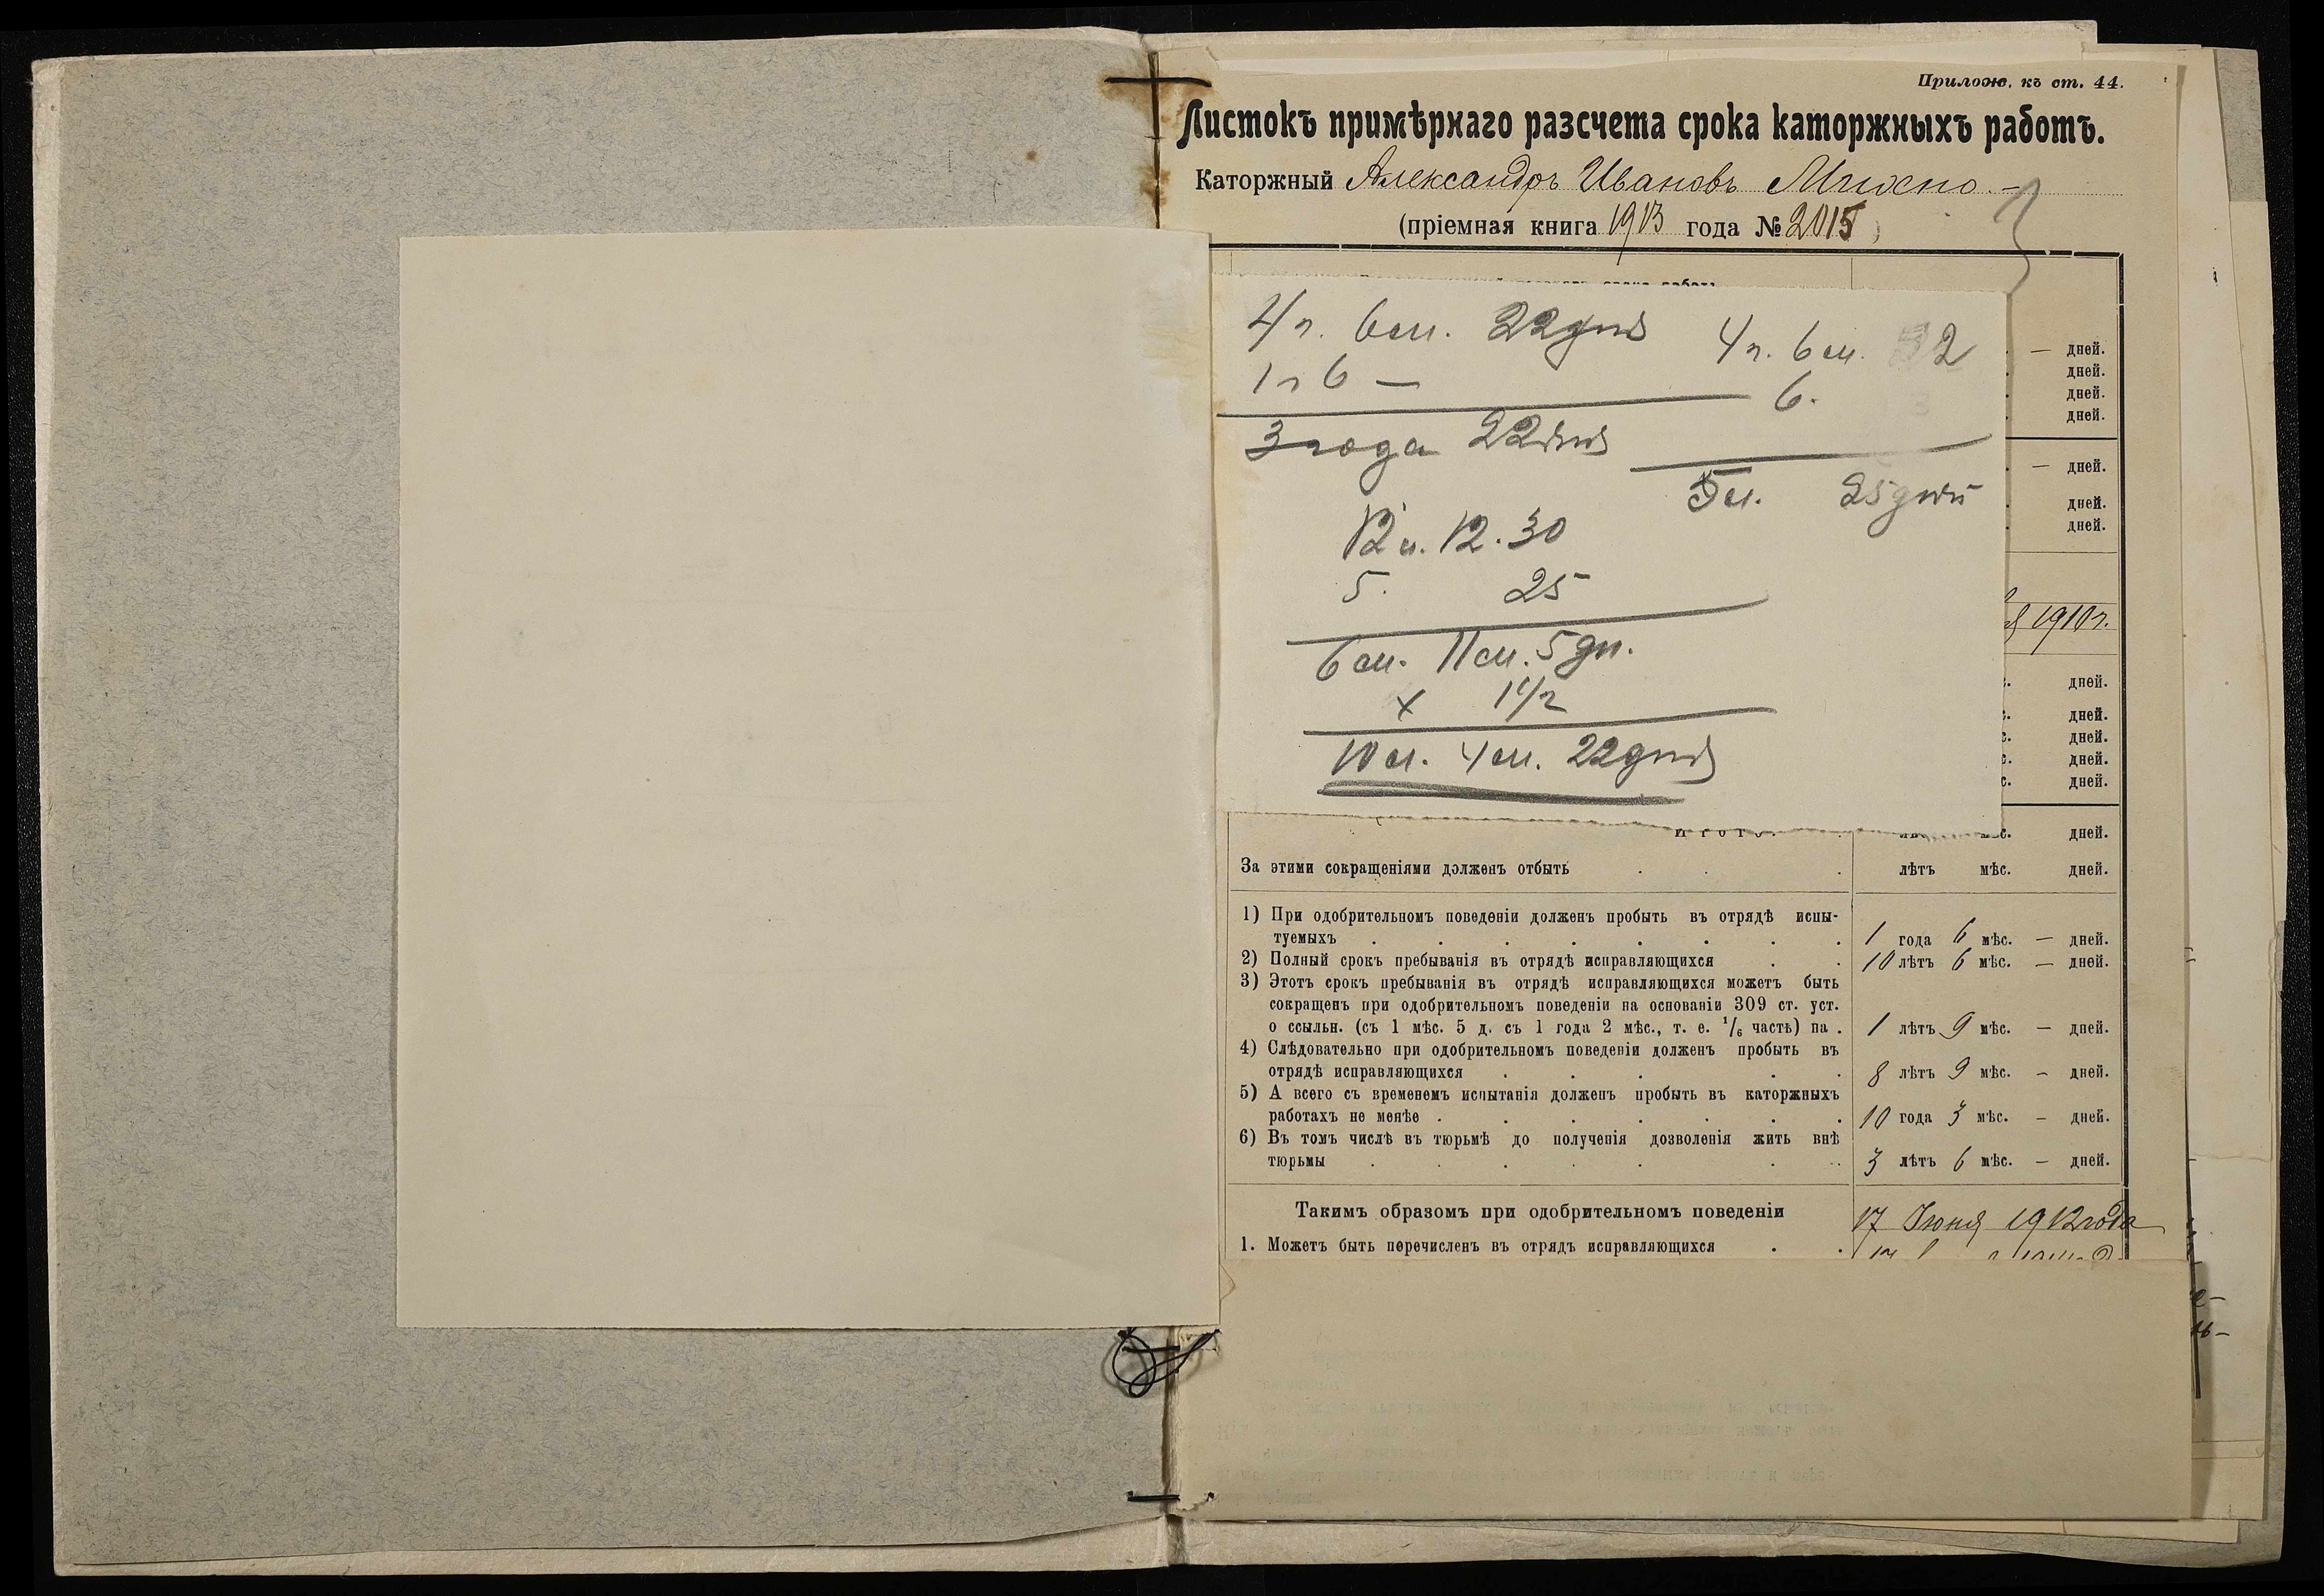 Прилож. къ ст. 44.
Листокъ примѣрнаго разсчета срока каторжныхъ работъ.
Каторжный Александръ Ивановъ
(пріемная книга 1913 года № 2015)
4 г. 6 м. 22 дня
1 г 6 —
3 года 22 дня
4 г. 6 м. 2
6.
5 м. 25 дней
12 л. 12. 30
5. 25
6 м. 11 м. 5 дн.
x 1 1/2
10 м. 4 м. 22 дня
— дней.
дней.
дней.
дней.
— дней.
дней.
дней.
1910 г.
дней.
дней.
дней.
дней.
дней.
дней.
За этими сокращеніями долженъ отбыть . . . лѣтъ мѣс. дней.
1) При одобрительномъ поведеніи долженъ пробыть въ отрядѣ испы-
туемыхъ . . . . . . . . 1 года 6 мѣс. — дней.
2) Полный срокъ пребыванія въ отрядѣ исправляющихся . . 10 лѣтъ 6 мѣс. — дней.
3) Этотъ срокъ пребыванія въ отрядѣ исправляющихся можетъ быть
сокращенъ при одобрительномъ поведеніи на основаніи 309 ст. уст.
о ссыльн. (съ 1 мѣс. 5 д. съ 1 года 2 мѣс., т. е. 1/6 часть) на . 1 лѣтъ 9 мѣс. — дней.
4) Слѣдовательно при одобрительномъ поведеніи долженъ пробыть въ
отрядѣ исправляющихся . . . . . . 8 лѣтъ 9 мѣс. — дней.
5) А всего съ временемъ испытанія долженъ пробыть въ каторжныхъ
работахъ не менѣе . . . . . . . 10 года 3 мѣс. — дней.
6) Въ томъ числѣ въ тюрьмѣ до полученія дозволенія жить внѣ
тюрьмы . . . . . . . 3 лѣтъ 6 мѣс. — дней.
Такимъ образомъ при одобрительномъ поведеніи
1. Можетъ быть перечисленъ въ отрядъ исправляющихся . . 17 Іюня 1912 года